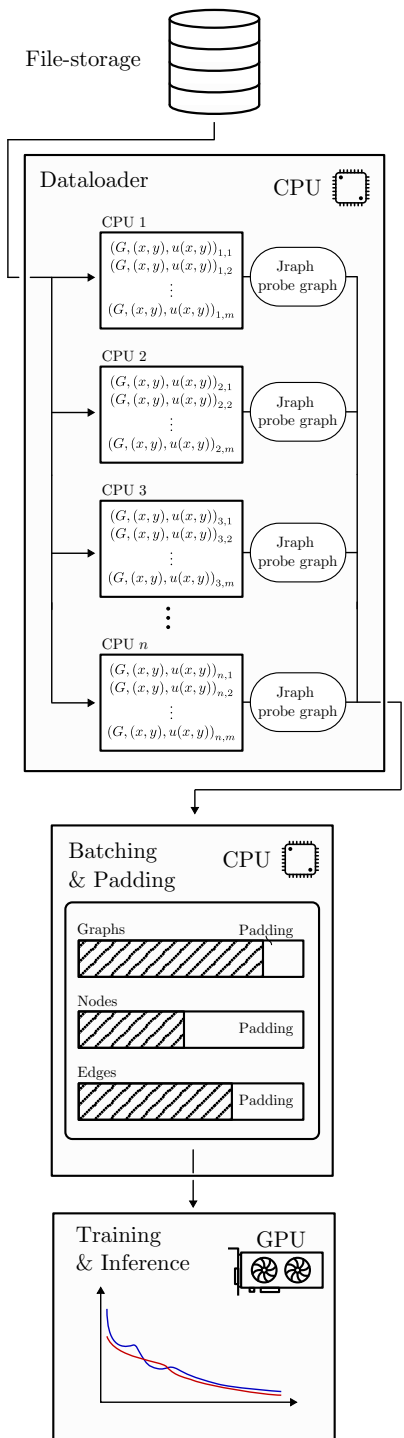 File-storage
Dataloader
CPU
CPU 1
(G, (x, y), u(x, y))_{1,1}
(G, (x, y), u(x, y))_{1,2}
⋮
(G, (x, y), u(x, y))_{1,m}
Jraph
probe graph
CPU 2
(G, (x, y), u(x, y))_{2,1}
(G, (x, y), u(x, y))_{2,2}
⋮
(G, (x, y), u(x, y))_{2,m}
Jraph
probe graph
CPU 3
(G, (x, y), u(x, y))_{3,1}
(G, (x, y), u(x, y))_{3,2}
⋮
(G, (x, y), u(x, y))_{3,m}
Jraph
probe graph
⋮
CPU n
(G, (x, y), u(x, y))_{n,1}
(G, (x, y), u(x, y))_{n,2}
⋮
(G, (x, y), u(x, y))_{n,m}
Jraph
probe graph
Batching
& Padding
CPU
Graphs
Padding
Nodes
Padding
Edges
Padding
Training
& Inference
GPU